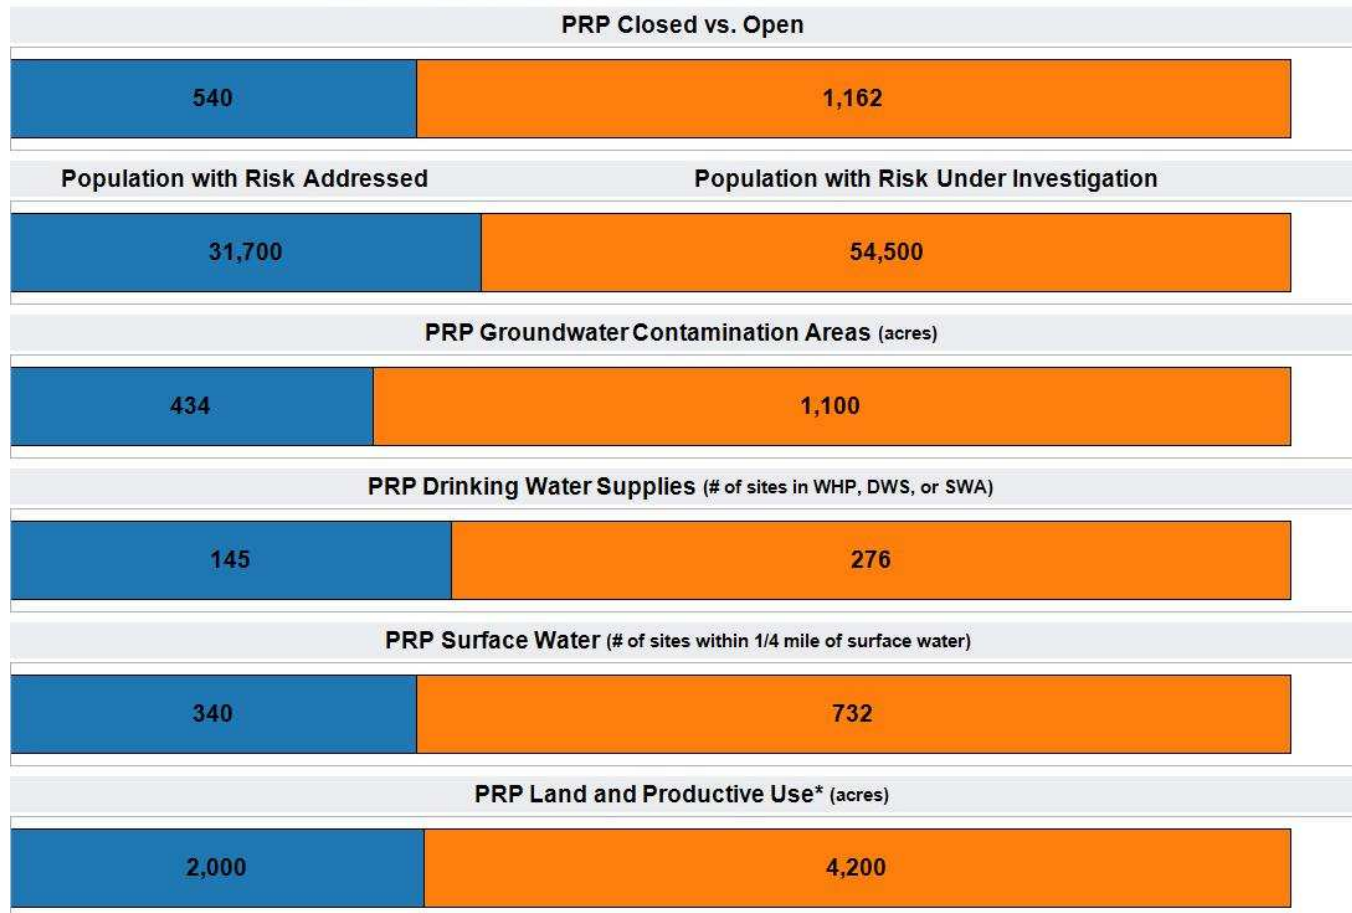 PRP Closed vs. Open
540 1,162
Population with Risk Addressed Population with Risk Under Investigation
31,700 54,500
PRP Groundwater Contamination Areas (acres)
434 1,100
PRP Drinking Water Supplies (# of sites in WHP, DWS, or SWA)
145 276
PRP Surface Water (# of sites within 1/4 mile of surface water)
340 732
PRP Land and Productive Use* (acres)
2,000 4,200